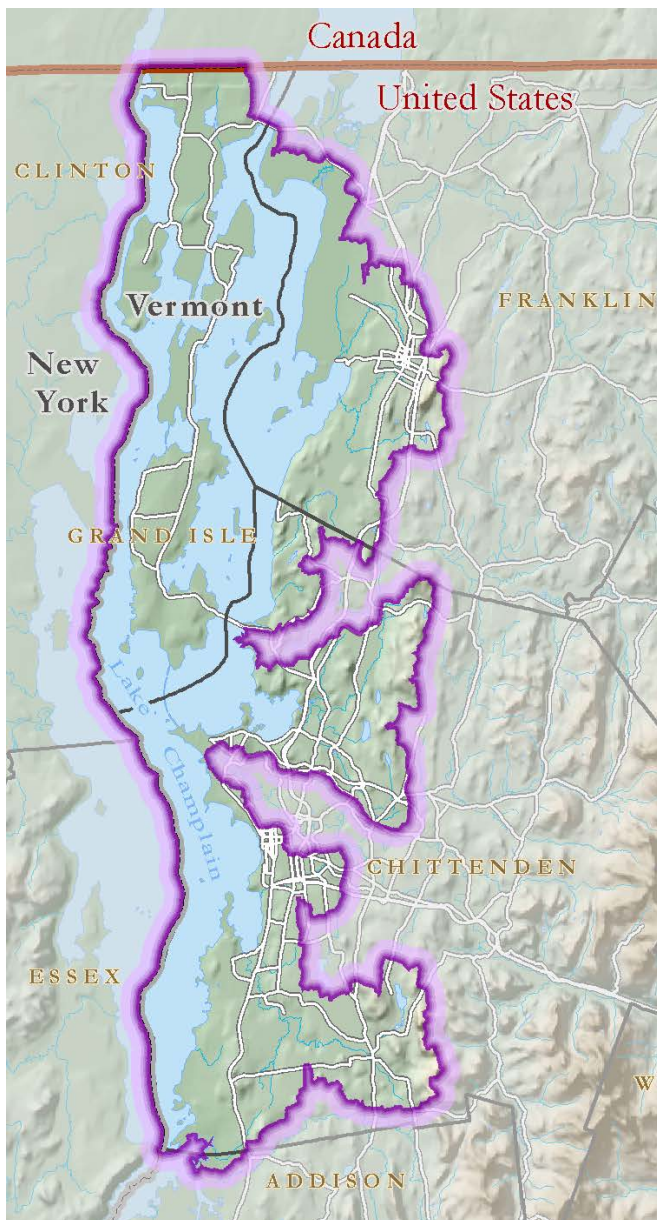 Canada
United States
CLINTON
Vermont
FRANKLIN
New
York
GRAND ISLE
Lake
Champlain
CHITTENDEN
ESSEX
W
ADDISON